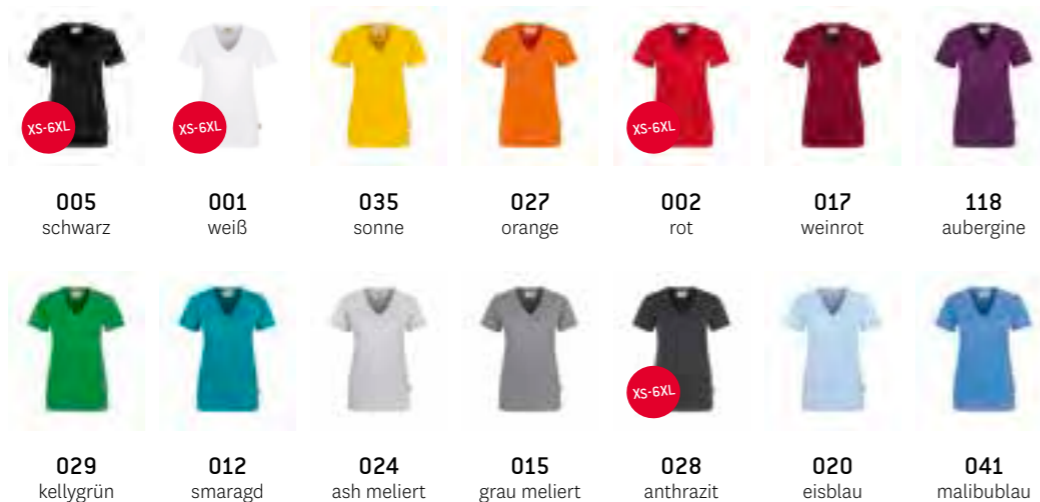 XS-6XL
XS-6XL
XS-6XL
005
schwarz
001
weiß
035
sonne
027
orange
002
rot
017
weinrot
118
aubergine
XS-6XL
029
kellygrün
012
smaragd
024
ash meliert
015
grau meliert
028
anthrazit
020
eisblau
041
malibublau